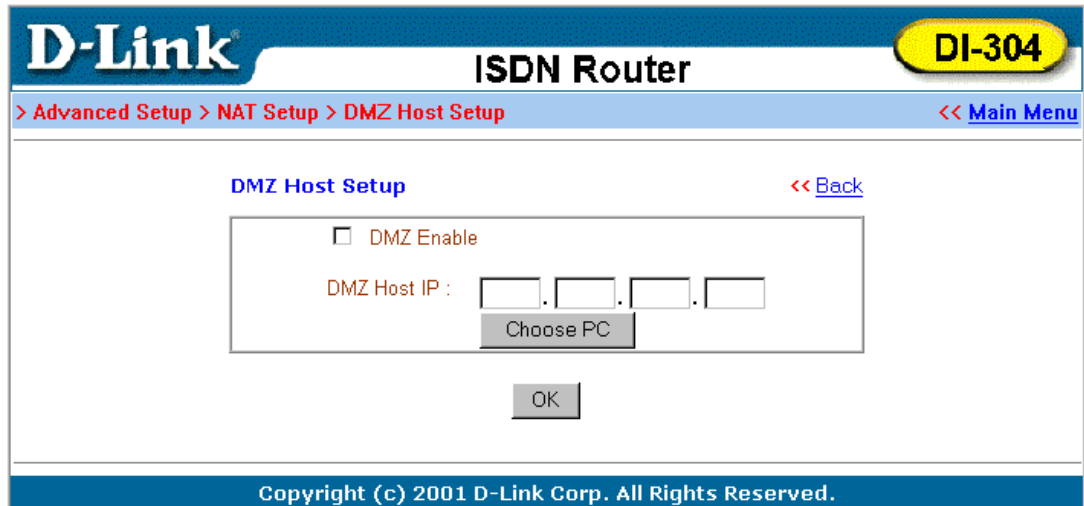 D-Link®
ISDN Router
DI-304
> Advanced Setup > NAT Setup > DMZ Host Setup
<< Main Menu
DMZ Host Setup
<< Back
DMZ Enable
DMZ Host IP :
. . .
Choose PC
OK
Copyright (c) 2001 D-Link Corp. All Rights Reserved.